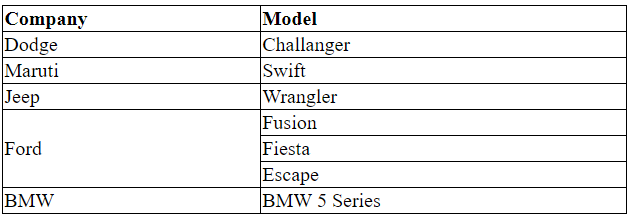 Company Model
Dodge Challanger
Maruti Swift
Jeep Wrangler
Ford Fusion
Fiesta
Escape
BMW BMW 5 Series